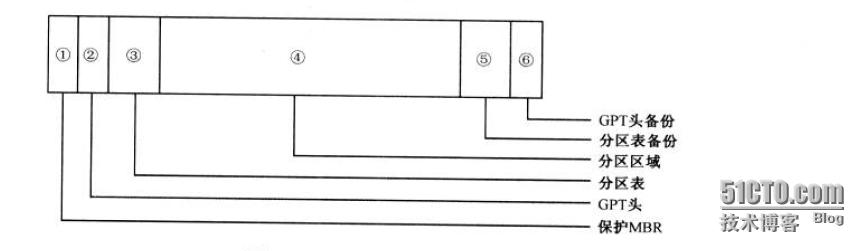 ① ② ③ ④ ⑤ ⑥
GPT头备份
分区表备份
分区区域
分区表
GPT头
保护MBR
51CTO.com
技术博客 Blog